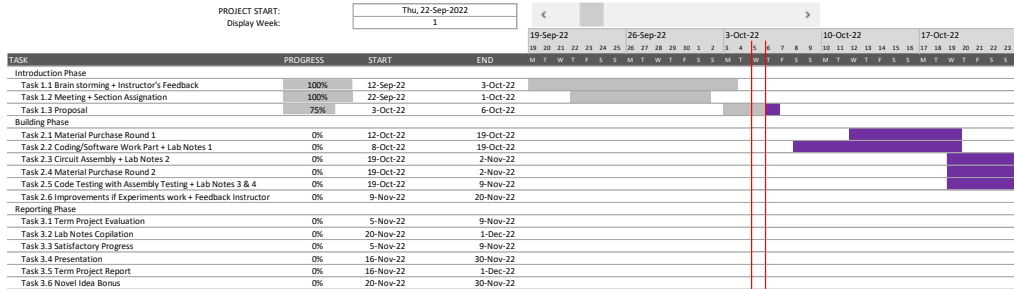 PROJECT START: Thu, 22-Sep-2022
Display Week: 1
19-Sep-22 26-Sep-22 3-Oct-22 10-Oct-22 17-Oct-22
19 20 21 22 23 24 25 26 27 28 29 30 1 2 3 4 5 6 7 8 9 10 11 12 13 14 15 16 17 18 19 20 21 22 23
TASK PROGRESS START END M T W T F S S M T W T F S S M T W T F S S M T W T F S S M T W T F S S
Introduction Phase
Task 1.1 Brain storming + Instructor's Feedback 100% 12-Sep-22 3-Oct-22
Task 1.2 Meeting + Section Assignation 100% 22-Sep-22 1-Oct-22
Task 1.3 Proposal 75% 3-Oct-22 6-Oct-22
Building Phase
Task 2.1 Material Purchase Round 1 0% 12-Oct-22 19-Oct-22
Task 2.2 Coding/Software Work Part + Lab Notes 1 0% 8-Oct-22 19-Oct-22
Task 2.3 Circuit Assembly + Lab Notes 2 0% 19-Oct-22 2-Nov-22
Task 2.4 Material Purchase Round 2 0% 19-Oct-22 2-Nov-22
Task 2.5 Code Testing with Assembly Testing + Lab Notes 3 & 4 0% 19-Oct-22 9-Nov-22
Task 2.6 Improvements if Experiments work + Feedback Instructor 0% 9-Nov-22 20-Nov-22
Reporting Phase
Task 3.1 Term Project Evaluation 0% 5-Nov-22 9-Nov-22
Task 3.2 Lab Notes Copilation 0% 20-Nov-22 1-Dec-22
Task 3.3 Satisfactory Progress 0% 5-Nov-22 9-Nov-22
Task 3.4 Presentation 0% 16-Nov-22 30-Nov-22
Task 3.5 Term Project Report 0% 16-Nov-22 1-Dec-22
Task 3.6 Novel Idea Bonus 0% 20-Nov-22 30-Nov-22